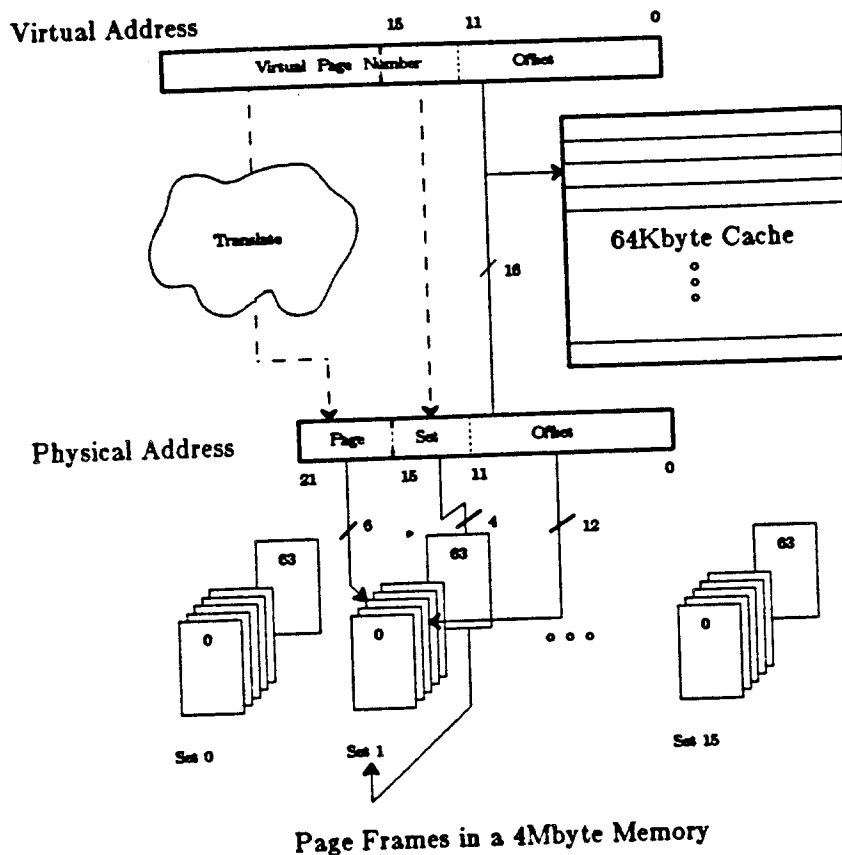 Virtual Address
15 11 0
Virtual Page Number Offset
Translate
64Kbyte Cache
16
Physical Address
Page Set Offset
21 15 11 0
6 4 12
63 63 63
0 0 0
Set 0 Set 1 Set 15
Page Frames in a 4Mbyte Memory